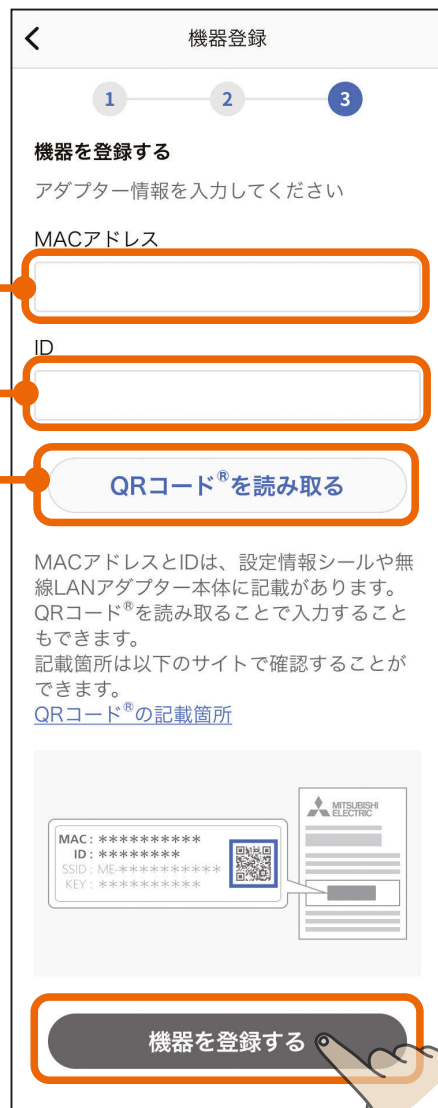 機器登録
1 2 3
機器を登録する
アダプター情報を入力してください
MACアドレス
ID
QRコード®を読み取る
MACアドレスとIDは、設定情報シールや無
線LANアダプター本体に記載があります。
QRコード®を読み取ることで入力すること
もできます。
記載箇所は以下のサイトで確認することが
できます。
QRコード®の記載箇所
MITSUBISHI
ELECTRIC
MAC : **********
ID : ********
SSID : ME-**********
KEY : **********
機器を登録する